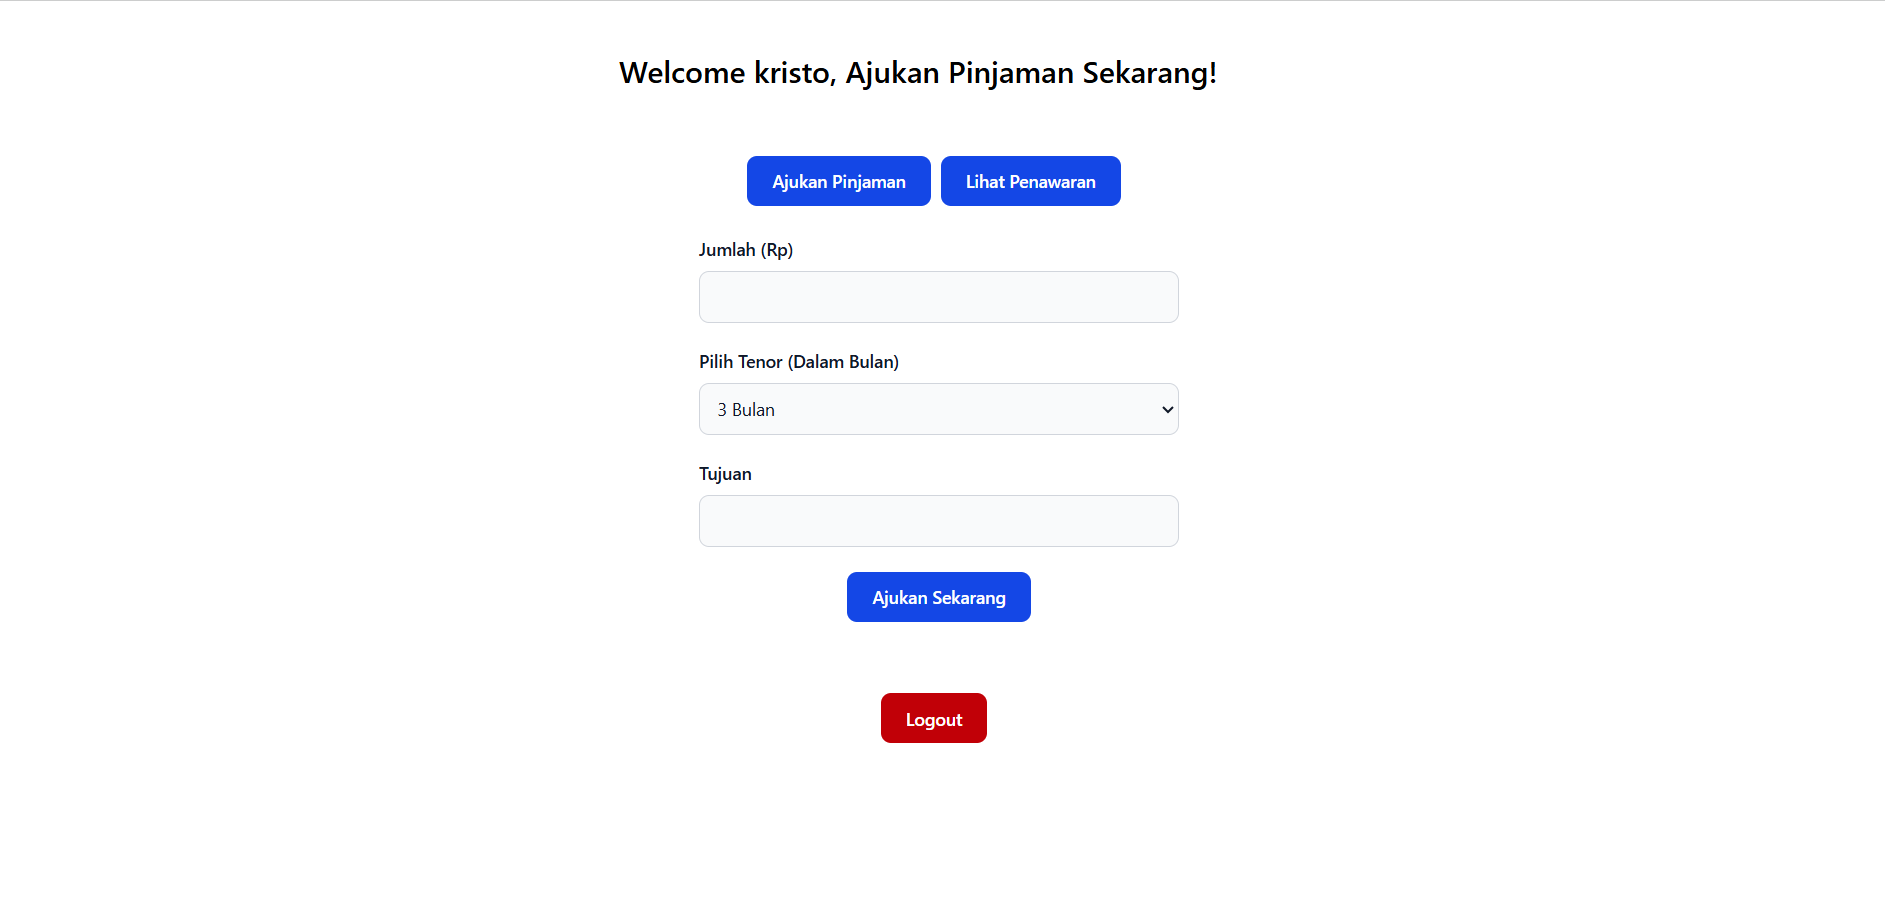 Welcome kristo, Ajukan Pinjaman Sekarang!
Ajukan Pinjaman Lihat Penawaran
Jumlah (Rp)
Pilih Tenor (Dalam Bulan)
3 Bulan
Tujuan
Ajukan Sekarang
Logout